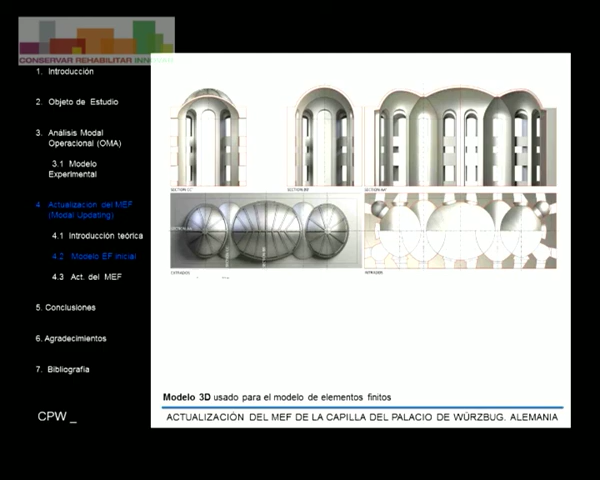 CONSERVAR REHABILITAR INNOVAR
1. Introducción
2. Objeto de Estudio
3. Análisis Modal
Operacional (OMA)
3.1 Modelo
Experimental
4. Actualización del MEF
(Modal Updating)
4.1 Introducción teórica
4.2 Modelo EF inicial
4.3 Act. del MEF
5. Conclusiones
6. Agradecimientos
7. Bibliografía
CPW _
SECTION CC'
SECTION BB'
SECTION AA'
EXTRADOS
INTRADOS
Modelo 3D usado para el modelo de elementos finitos
ACTUALIZACIÓN DEL MEF DE LA CAPILLA DEL PALACIO DE WÜRZBUG. ALEMANIA